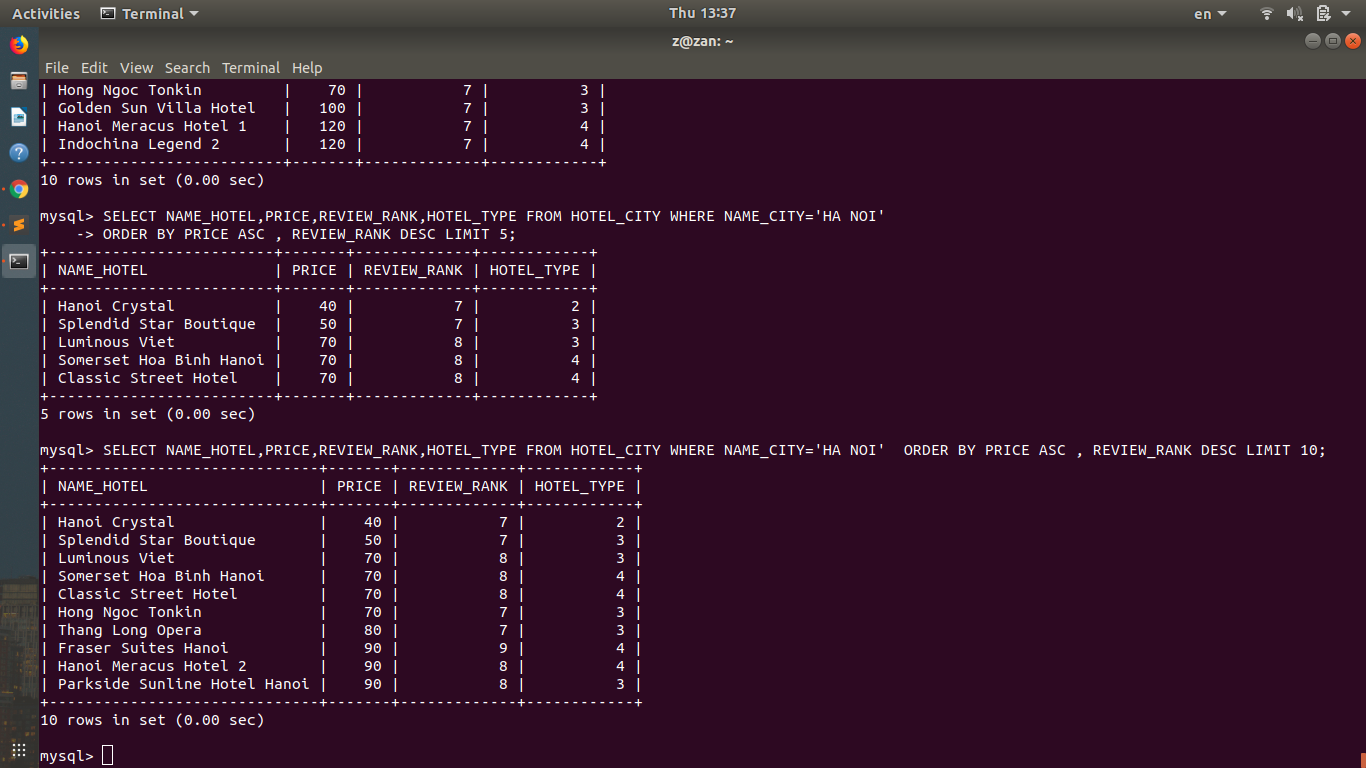 Activities Terminal Thu 13:37 en
z@zan: ~
File Edit View Search Terminal Help
| Hong Ngoc Tonkin         |    70 |           7 |          3 |
| Golden Sun Villa Hotel   |   100 |           7 |          3 |
| Hanoi Meracus Hotel 1    |   120 |           7 |          4 |
| Indochina Legend 2       |   120 |           7 |          4 |
+--------------------------+-------+-------------+------------+
10 rows in set (0.00 sec)
mysql> SELECT NAME_HOTEL,PRICE,REVIEW_RANK,HOTEL_TYPE FROM HOTEL_CITY WHERE NAME_CITY='HA NOI'
    -> ORDER BY PRICE ASC , REVIEW_RANK DESC LIMIT 5;
+-------------------------+-------+-------------+------------+
| NAME_HOTEL              | PRICE | REVIEW_RANK | HOTEL_TYPE |
+-------------------------+-------+-------------+------------+
| Hanoi Crystal           |    40 |           7 |          2 |
| Splendid Star Boutique  |    50 |           7 |          3 |
| Luminous Viet           |    70 |           8 |          3 |
| Somerset Hoa Binh Hanoi |    70 |           8 |          4 |
| Classic Street Hotel    |    70 |           8 |          4 |
+-------------------------+-------+-------------+------------+
5 rows in set (0.00 sec)
mysql> SELECT NAME_HOTEL,PRICE,REVIEW_RANK,HOTEL_TYPE FROM HOTEL_CITY WHERE NAME_CITY='HA NOI'  ORDER BY PRICE ASC , REVIEW_RANK DESC LIMIT 10;
+------------------------------+-------+-------------+------------+
| NAME_HOTEL                   | PRICE | REVIEW_RANK | HOTEL_TYPE |
+------------------------------+-------+-------------+------------+
| Hanoi Crystal                |    40 |           7 |          2 |
| Splendid Star Boutique       |    50 |           7 |          3 |
| Luminous Viet                |    70 |           8 |          3 |
| Somerset Hoa Binh Hanoi      |    70 |           8 |          4 |
| Classic Street Hotel         |    70 |           8 |          4 |
| Hong Ngoc Tonkin             |    70 |           7 |          3 |
| Thang Long Opera             |    80 |           7 |          3 |
| Fraser Suites Hanoi          |    90 |           9 |          4 |
| Hanoi Meracus Hotel 2        |    90 |           8 |          4 |
| Parkside Sunline Hotel Hanoi |    90 |           8 |          3 |
+------------------------------+-------+-------------+------------+
10 rows in set (0.00 sec)
mysql>